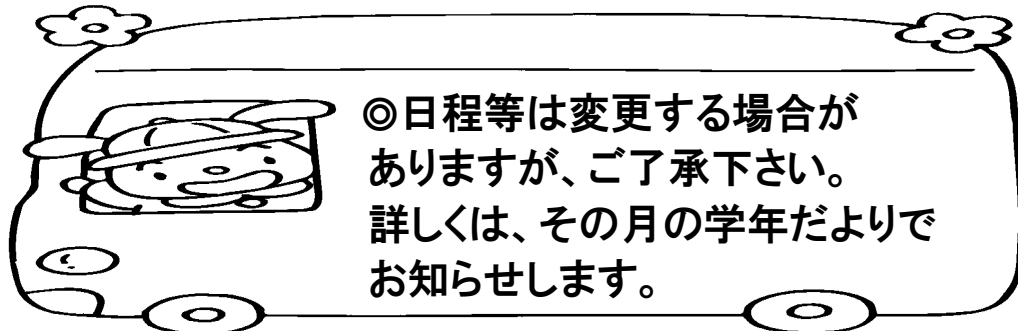 ◎日程等は変更する場合が
ありますが、ご了承下さい。
詳しくは、その月の学年だよりで
お知らせします。